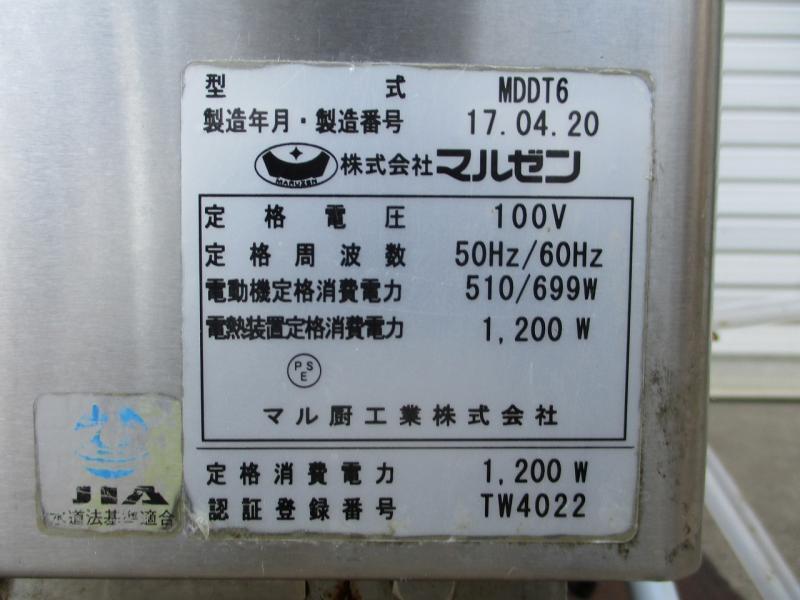 型式 MDDT6
製造年月・製造番号 17.04.20
MARUZEN 株式会社マルゼン
定格電圧 100V
定格周波数 50Hz/60Hz
電動機定格消費電力 510/699W
電熱装置定格消費電力 1,200 W
PSE
マル厨工業株式会社
定格消費電力 1,200 W
認証登録番号 TW4022
JIA
水道法基準適合